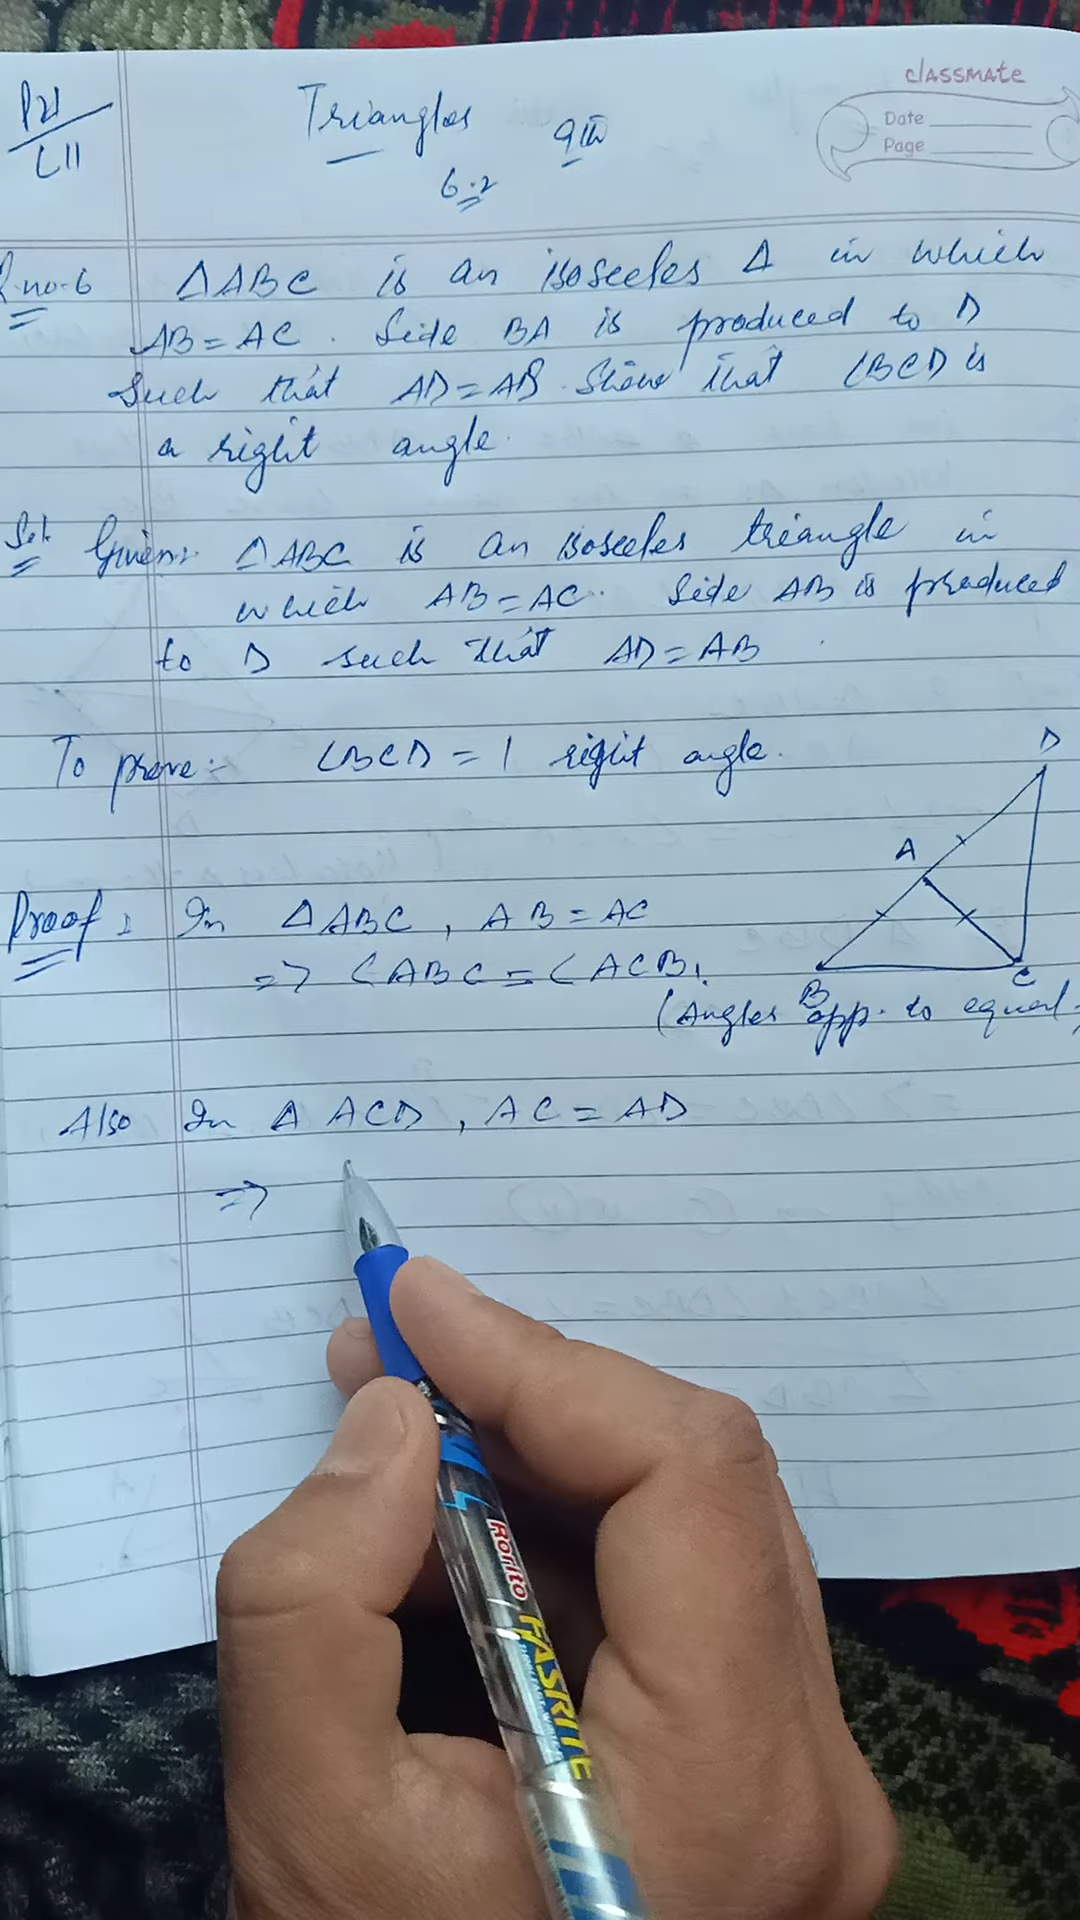 Triangles 9th
6.2
classmate
Date
Page
Q.no.6 ΔABC is an isosceles Δ in which
AB = AC. Side BA is produced to D
such that AD = AB. Show that ∠BCD is
a right angle.
Sol. Given:- ΔABC is an isosceles triangle in
which AB = AC. Side AB is produced
to D such that AD = AB
To prove:- ∠BCD = 1 right angle.
D
A
B
C
Proof: In ΔABC, AB = AC
=> ∠ABC = ∠ACB.
(Angles opp. to equal
Also In Δ ACD, AC = AD
=>
Rorito
FASRITE